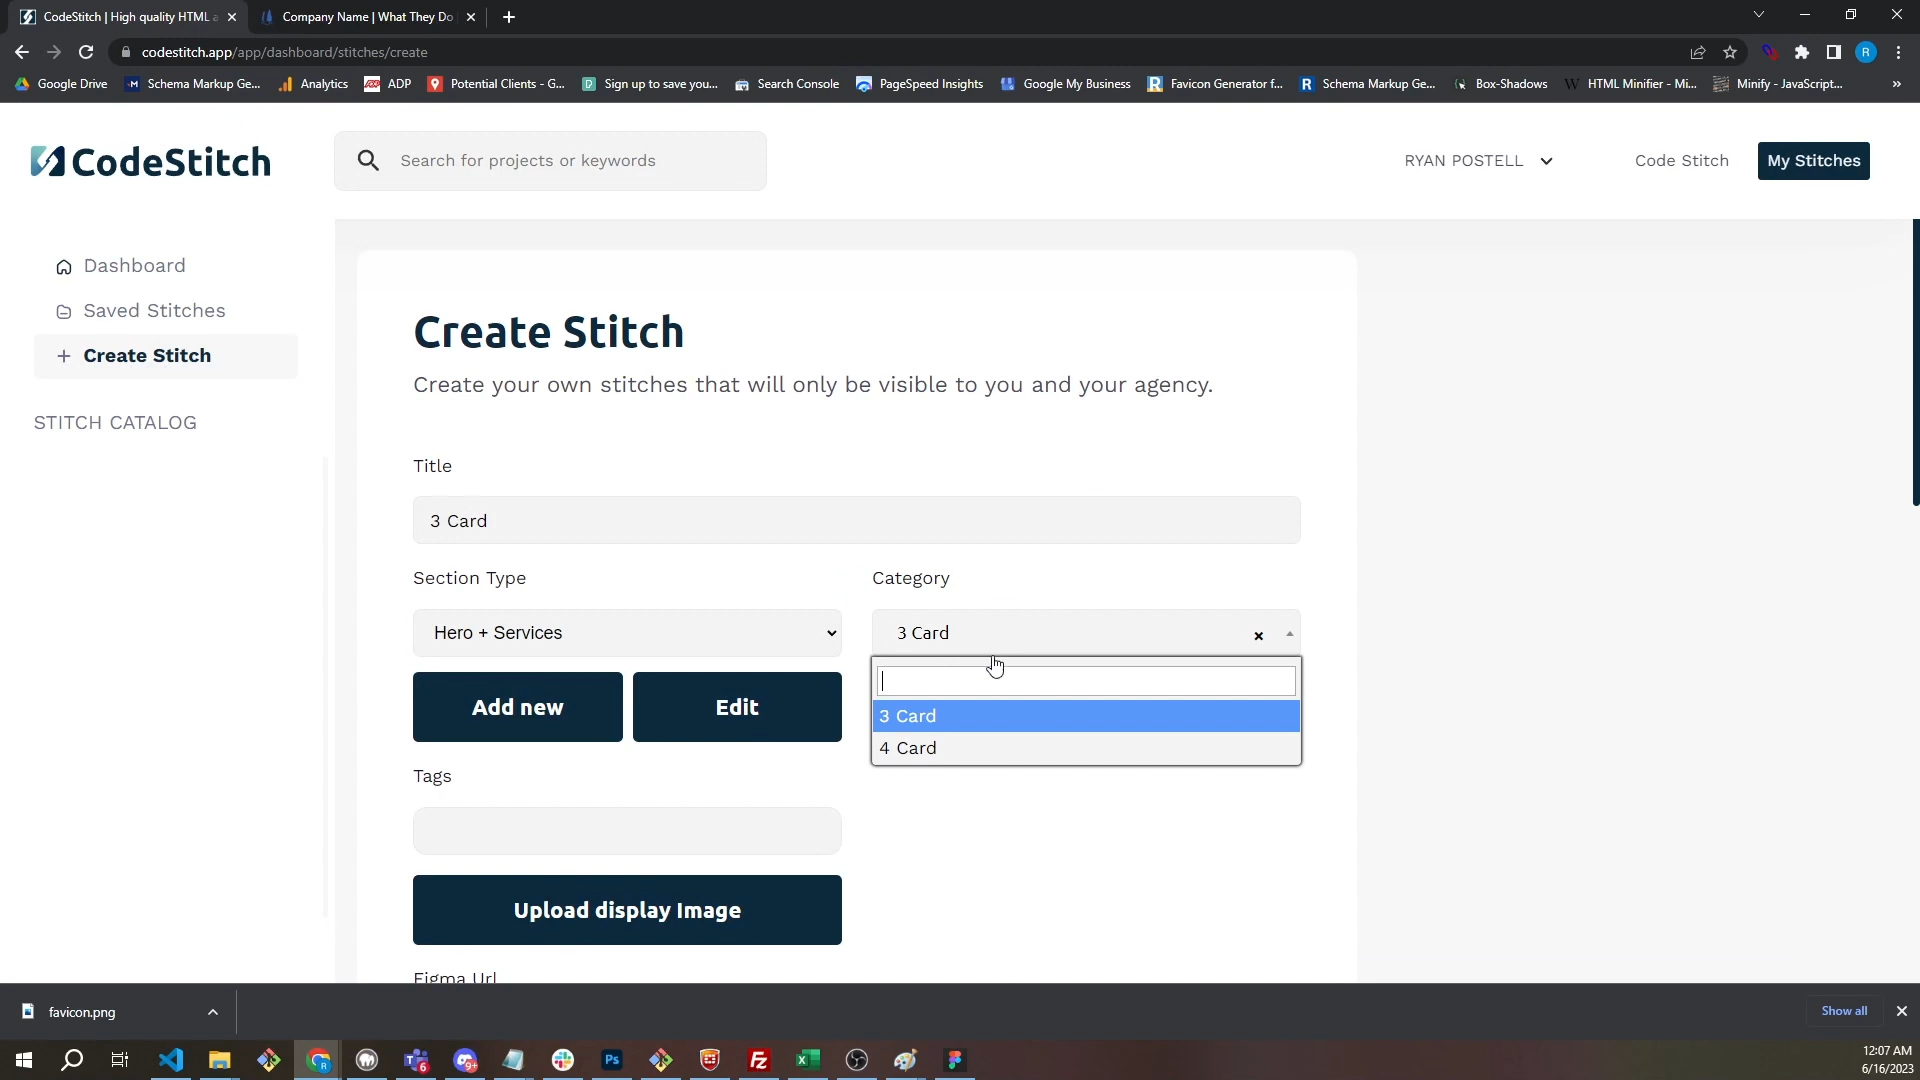 CodeStitch | High quality HTML a
Company Name | What They Do
codestitch.app/app/dashboard/stitches/create
R
Google Drive
Schema Markup Ge...
Analytics
ADP
Potential Clients - G...
Sign up to save you...
Search Console
PageSpeed Insights
Google My Business
Favicon Generator f...
Schema Markup Ge...
Box-Shadows
HTML Minifier - Mi...
Minify - JavaScript...
CodeStitch
Search for projects or keywords
RYAN POSTELL
Code Stitch
My Stitches
Dashboard
Saved Stitches
+ Create Stitch
STITCH CATALOG
Create Stitch
Create your own stitches that will only be visible to you and your agency.
Title
3 Card
Section Type
Category
Hero + Services
3 Card
3 Card
4 Card
Add new
Edit
Tags
Upload display Image
Figma Url
favicon.png
Show all
12:07 AM
6/16/2023